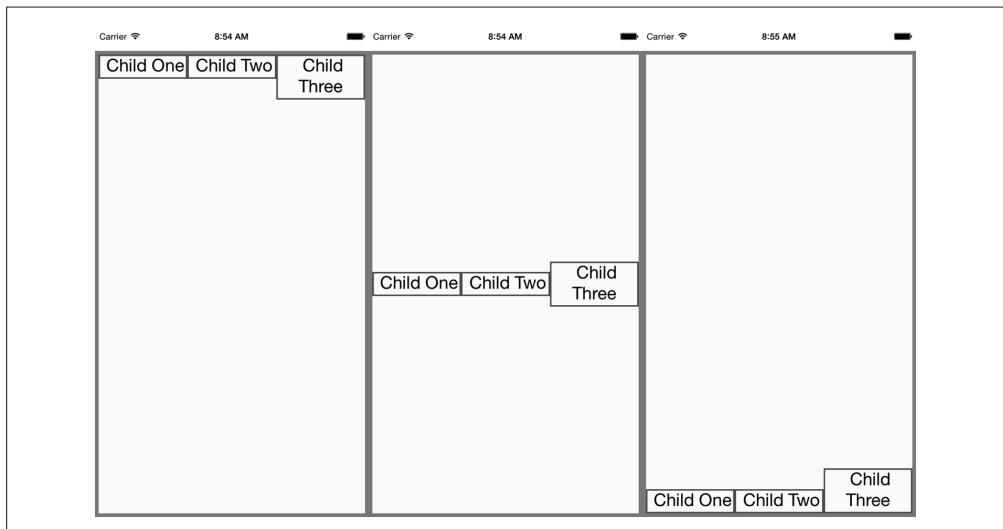 Carrier 8:54 AM
Child One Child Two Child
Three
Carrier 8:54 AM
Child One Child Two Child
Three
Carrier 8:55 AM
Child One Child Two Child
Three